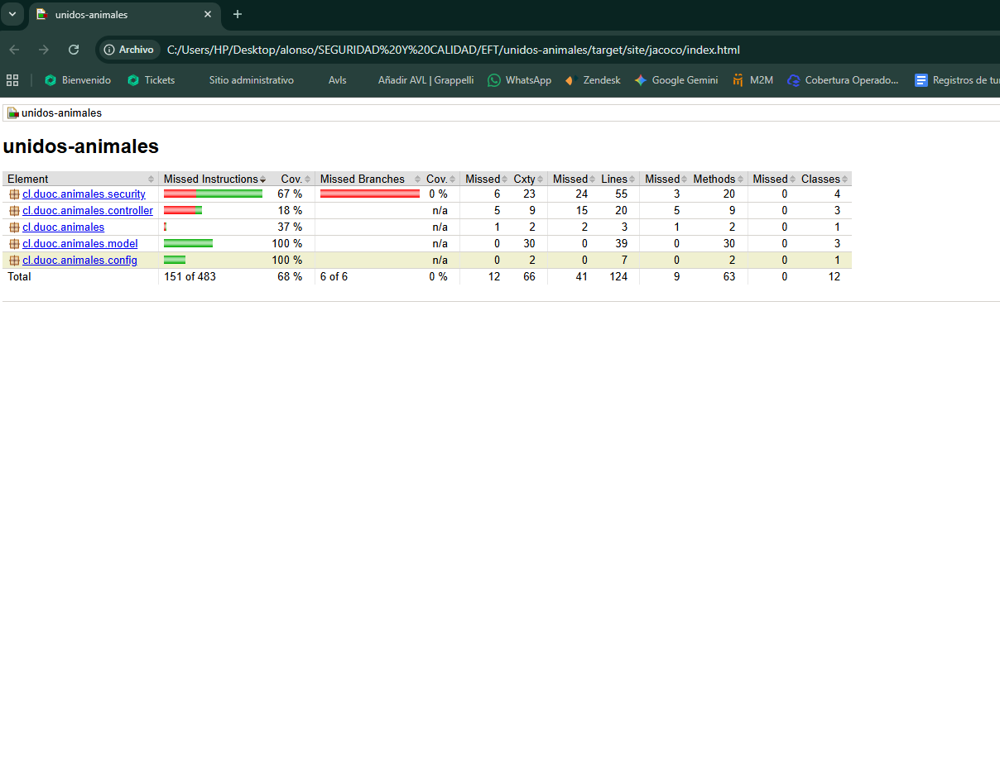 unidos-animales
Archivo C:/Users/HP/Desktop/alonso/SEGURIDAD%20Y%20CALIDAD/EFT/unidos-animales/target/site/jacoco/index.html
Bienvenido Tickets Sitio administrativo Avls Añadir AVL | Grappelli WhatsApp Zendesk Google Gemini M2M Cobertura Operado... Registros de tu
unidos-animales
unidos-animales
Element Missed Instructions Cov. Missed Branches Cov. Missed Cxty Missed Lines Missed Methods Missed Classes
cl.duoc.animales.security 67 % 0 % 6 23 24 55 3 20 0 4
cl.duoc.animales.controller 18 % n/a 5 9 15 20 5 9 0 3
cl.duoc.animales 37 % n/a 1 2 2 3 1 2 0 1
cl.duoc.animales.model 100 % n/a 0 30 0 39 0 30 0 3
cl.duoc.animales.config 100 % n/a 0 2 0 7 0 2 0 1
Total 151 of 483 68 % 6 of 6 0 % 12 66 41 124 9 63 0 12